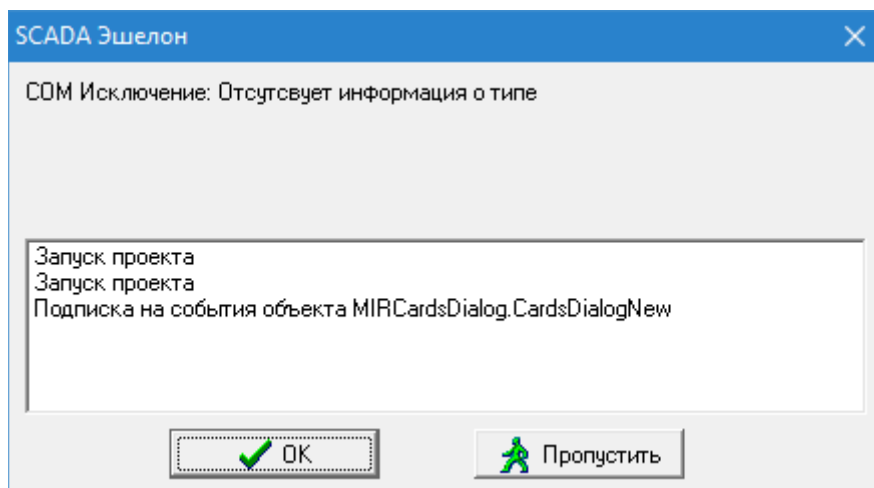 SCADA Эшелон
COM Исключение: Отсутсвует информация о типе
Запуск проекта
Запуск проекта
Подписка на события объекта MIRCardsDialog.CardsDialogNew
OK
Пропустить